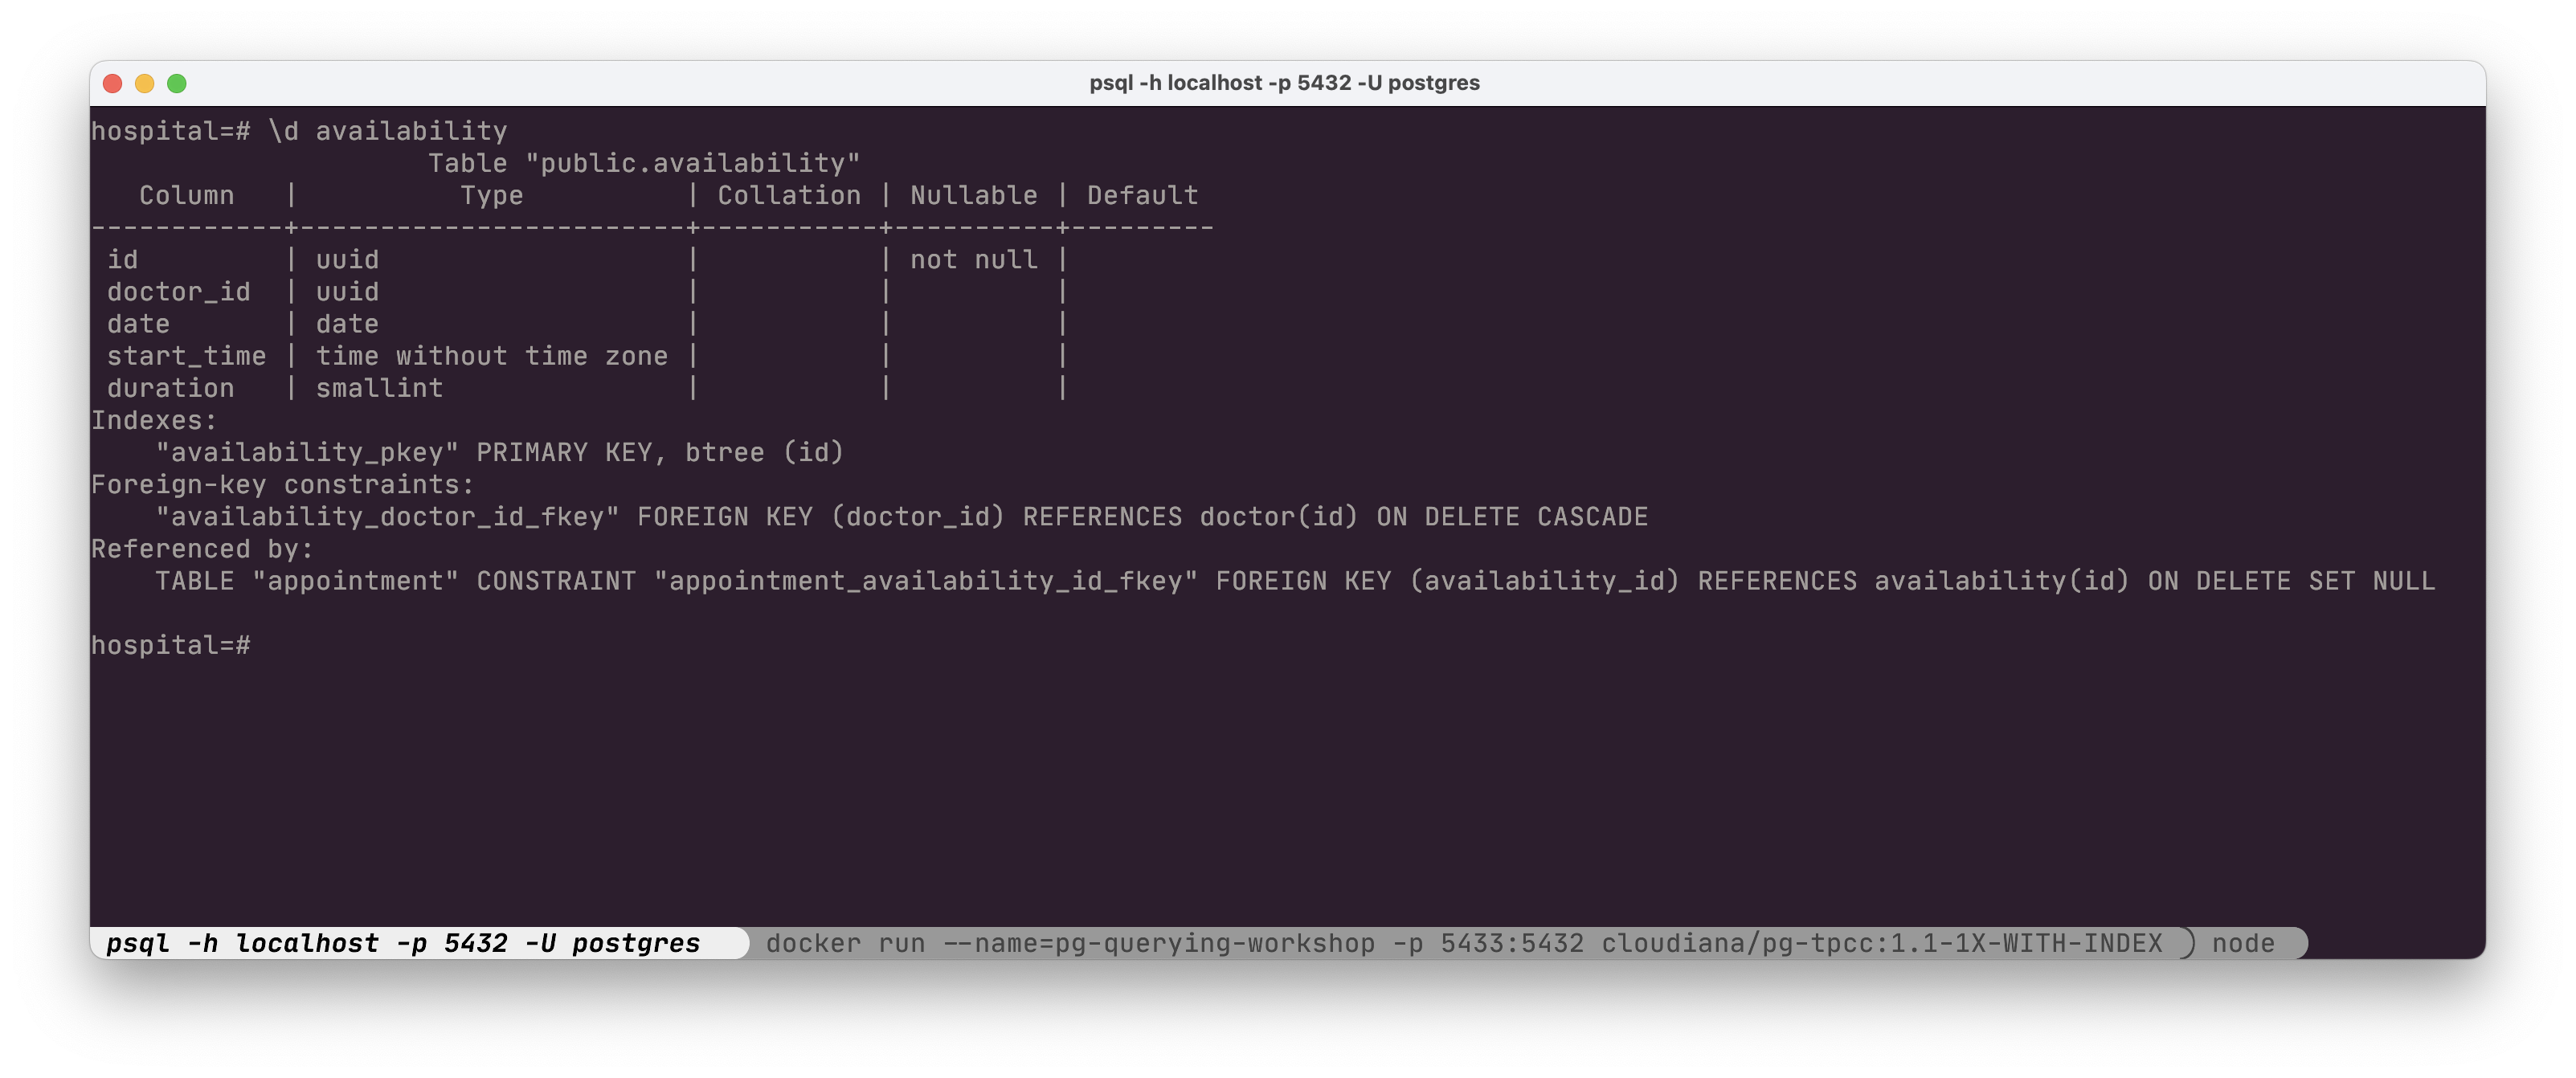 psql -h localhost -p 5432 -U postgres
hospital=# \d availability
                     Table "public.availability"
   Column   |          Type          | Collation | Nullable | Default
------------+------------------------+-----------+----------+---------
 id         | uuid                   |           | not null |
 doctor_id  | uuid                   |           |          |
 date       | date                   |           |          |
 start_time | time without time zone |           |          |
 duration   | smallint               |           |          |
Indexes:
    "availability_pkey" PRIMARY KEY, btree (id)
Foreign-key constraints:
    "availability_doctor_id_fkey" FOREIGN KEY (doctor_id) REFERENCES doctor(id) ON DELETE CASCADE
Referenced by:
    TABLE "appointment" CONSTRAINT "appointment_availability_id_fkey" FOREIGN KEY (availability_id) REFERENCES availability(id) ON DELETE SET NULL
hospital=#
psql -h localhost -p 5432 -U postgres docker run --name=pg-querying-workshop -p 5433:5432 cloudiana/pg-tpcc:1.1-1X-WITH-INDEX node